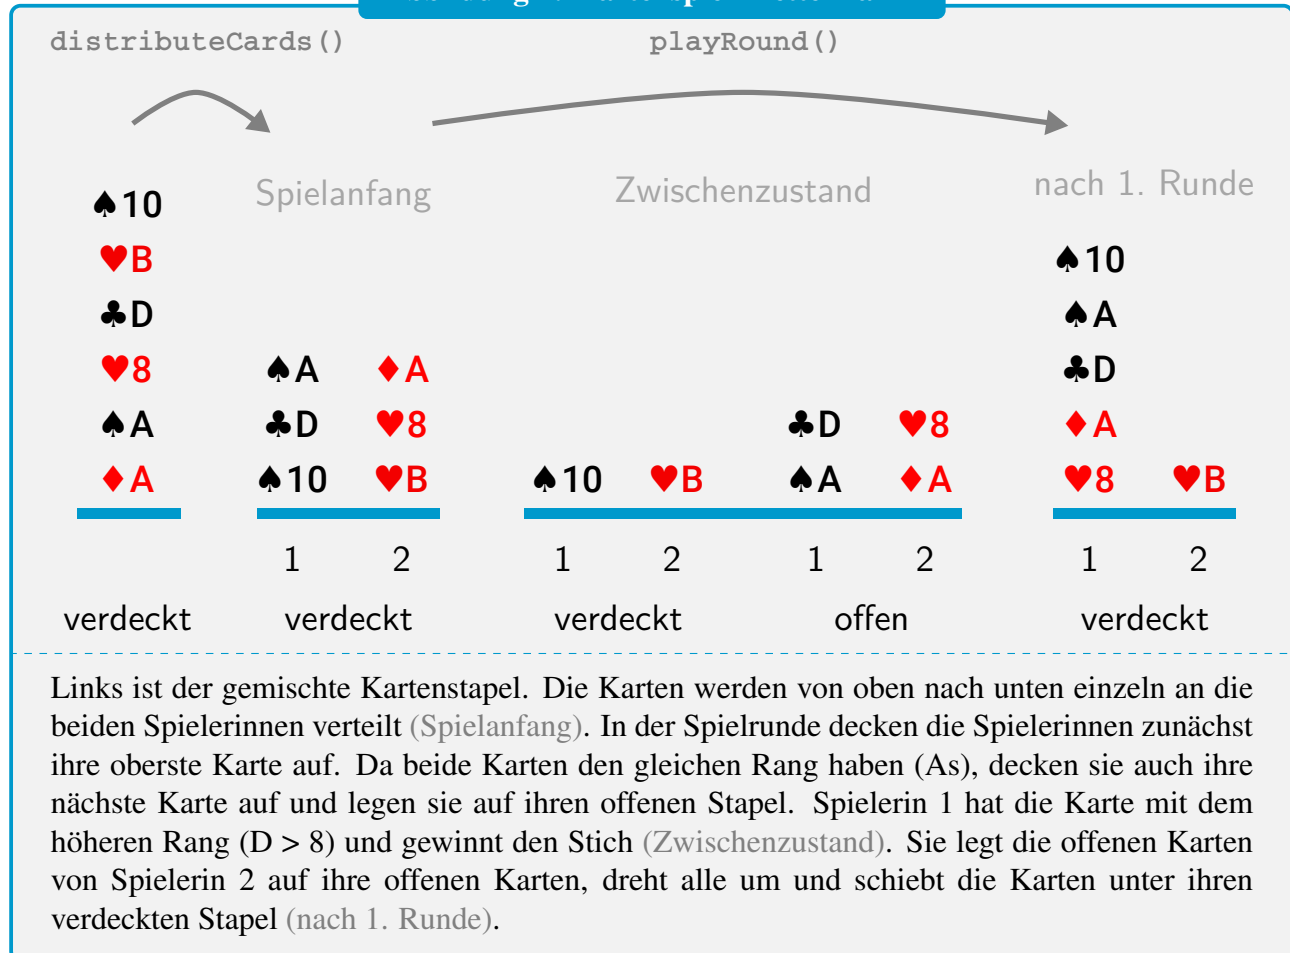 distributeCards() playRound()
Spielanfang Zwischenzustand nach 1. Runde
♠10
♥B ♠10
♣D ♠A
♥8 ♠A ♦A ♣D
♠A ♣D ♥8 ♣D ♥8 ♦A
♦A ♠10 ♥B ♠10 ♥B ♠A ♦A ♥8 ♥B
1 2 1 2 1 2 1 2
verdeckt verdeckt verdeckt offen verdeckt
Links ist der gemischte Kartenstapel. Die Karten werden von oben nach unten einzeln an die
beiden Spielerinnen verteilt (Spielanfang). In der Spielrunde decken die Spielerinnen zunächst
ihre oberste Karte auf. Da beide Karten den gleichen Rang haben (As), decken sie auch ihre
nächste Karte auf und legen sie auf ihren offenen Stapel. Spielerin 1 hat die Karte mit dem
höheren Rang (D > 8) und gewinnt den Stich (Zwischenzustand). Sie legt die offenen Karten
von Spielerin 2 auf ihre offenen Karten, dreht alle um und schiebt die Karten unter ihren
verdeckten Stapel (nach 1. Runde).